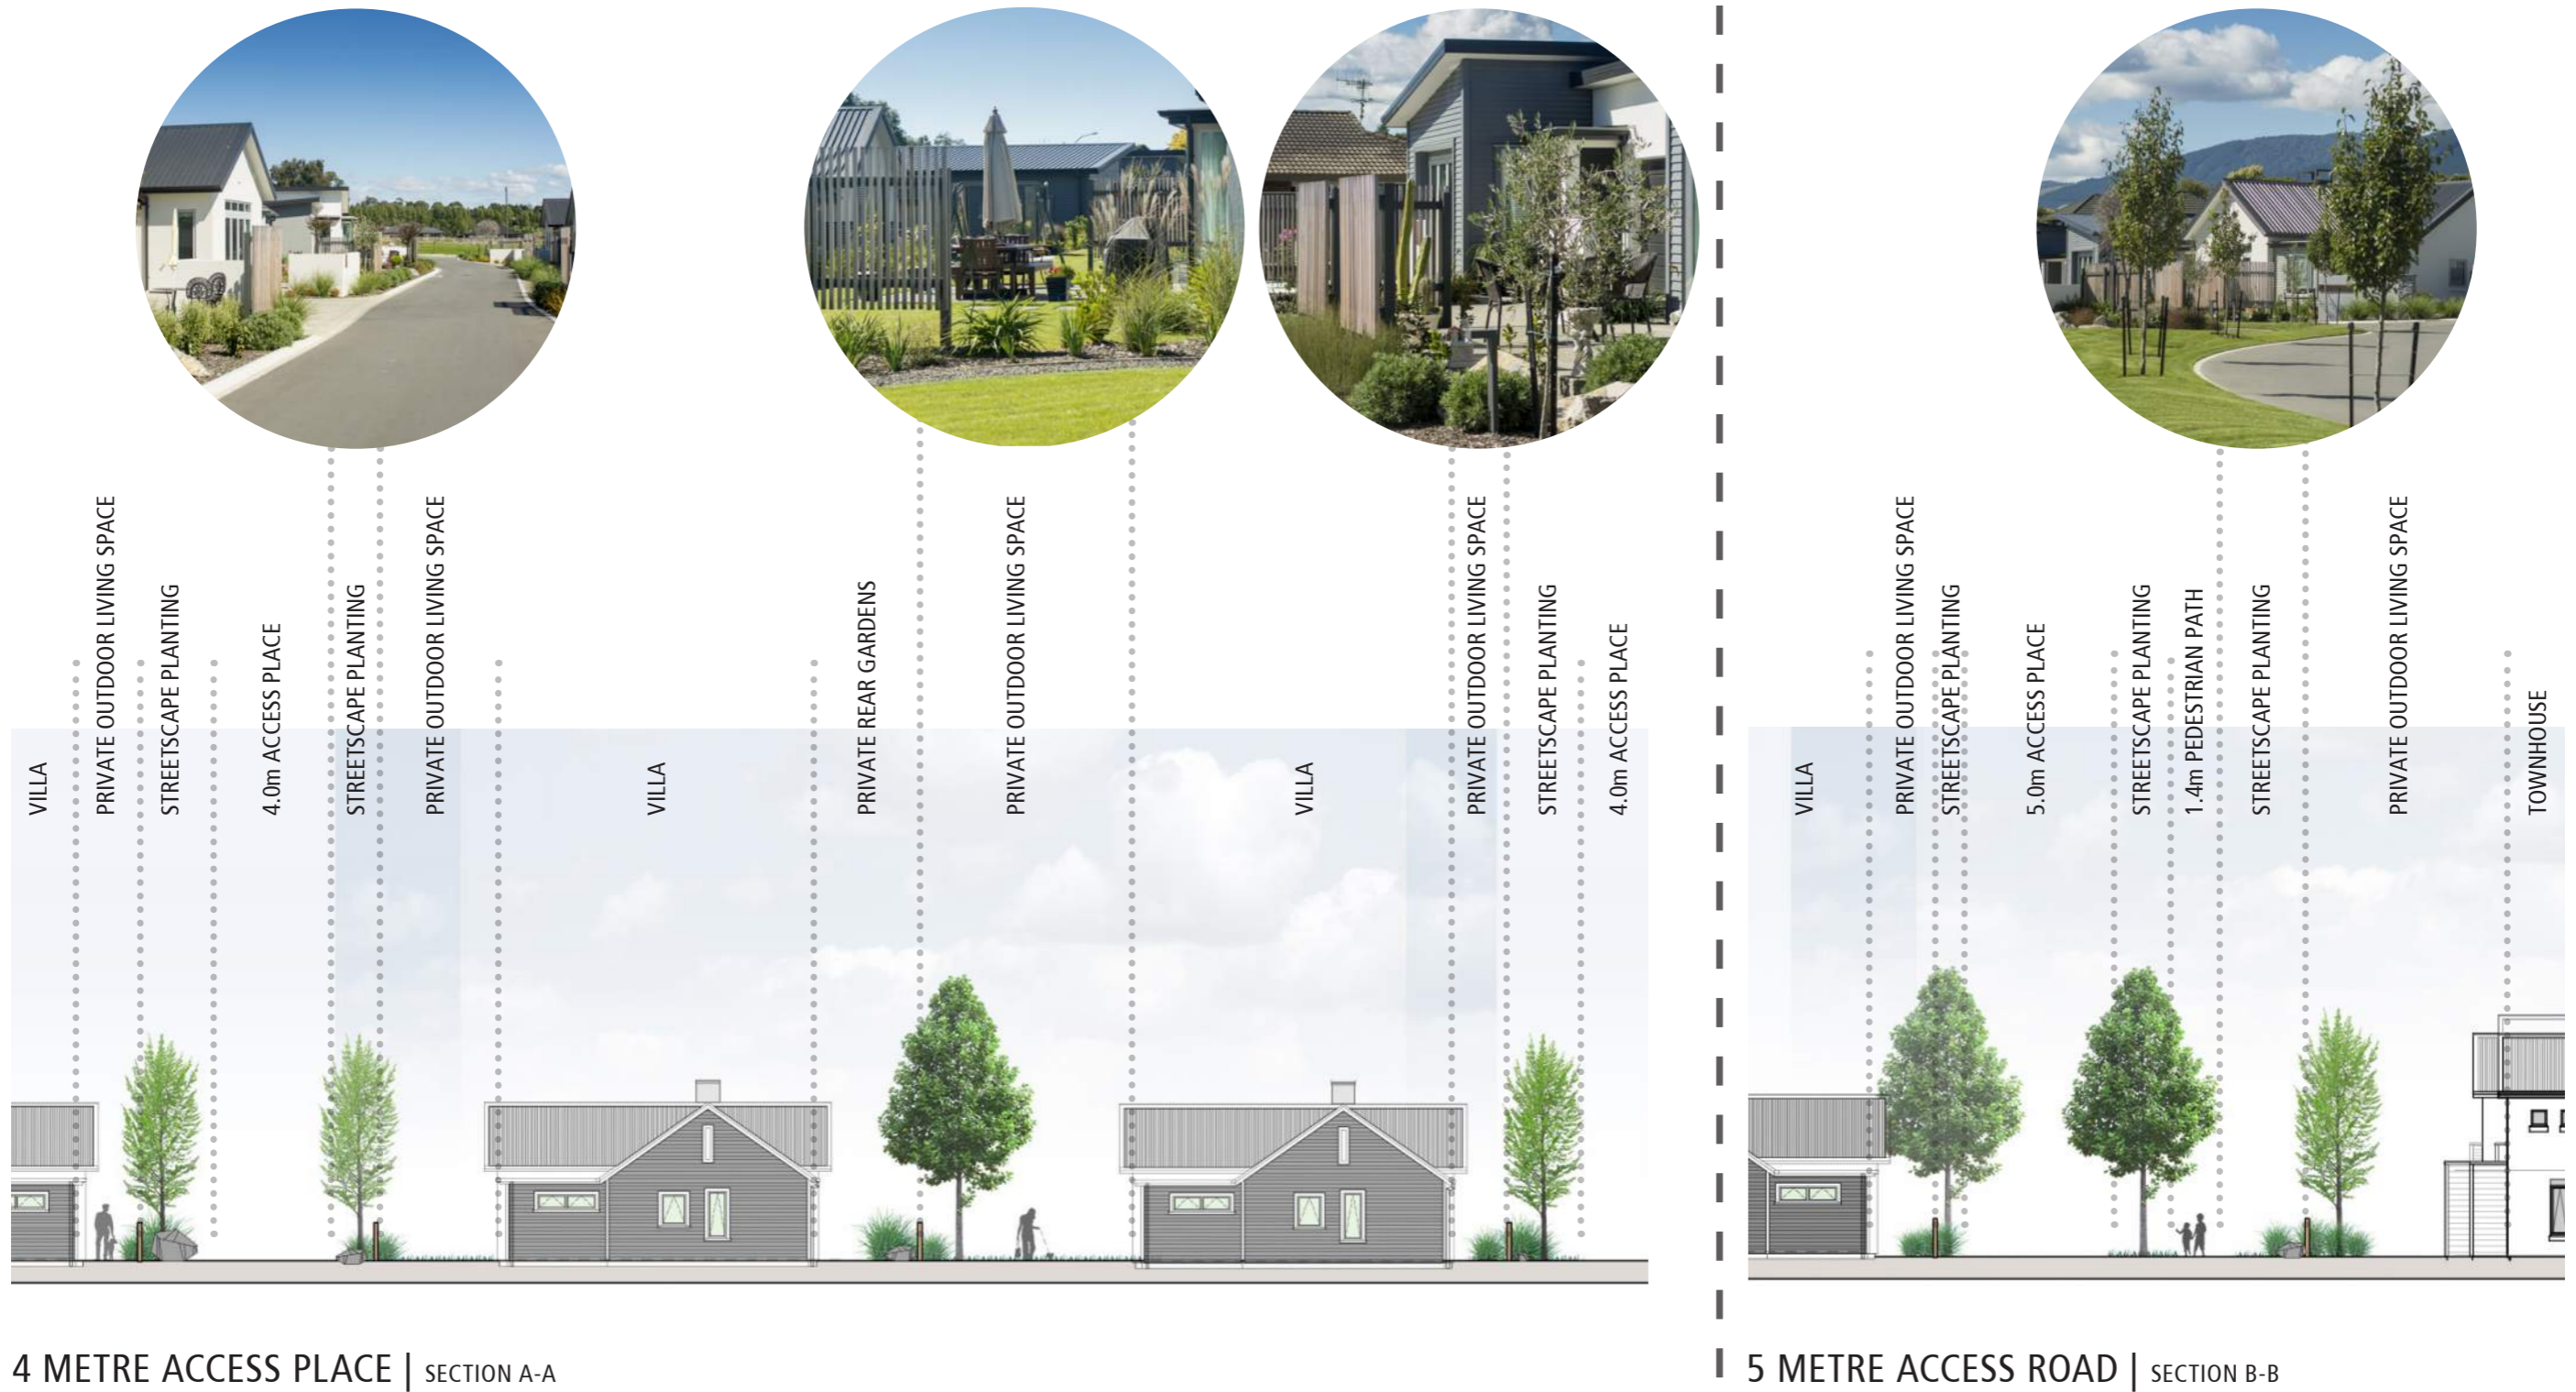 VILLA
PRIVATE OUTDOOR LIVING SPACE
STREETSCAPE PLANTING
4.0m ACCESS PLACE
STREETSCAPE PLANTING
PRIVATE OUTDOOR LIVING SPACE
VILLA
PRIVATE REAR GARDENS
PRIVATE OUTDOOR LIVING SPACE
VILLA
PRIVATE OUTDOOR LIVING SPACE
STREETSCAPE PLANTING
4.0m ACCESS PLACE
4 METRE ACCESS PLACE | SECTION A-A
VILLA
PRIVATE OUTDOOR LIVING SPACE
STREETSCAPE PLANTING
5.0m ACCESS PLACE
STREETSCAPE PLANTING
1.4m PEDESTRIAN PATH
STREETSCAPE PLANTING
PRIVATE OUTDOOR LIVING SPACE
TOWNHOUSE
5 METRE ACCESS ROAD | SECTION B-B